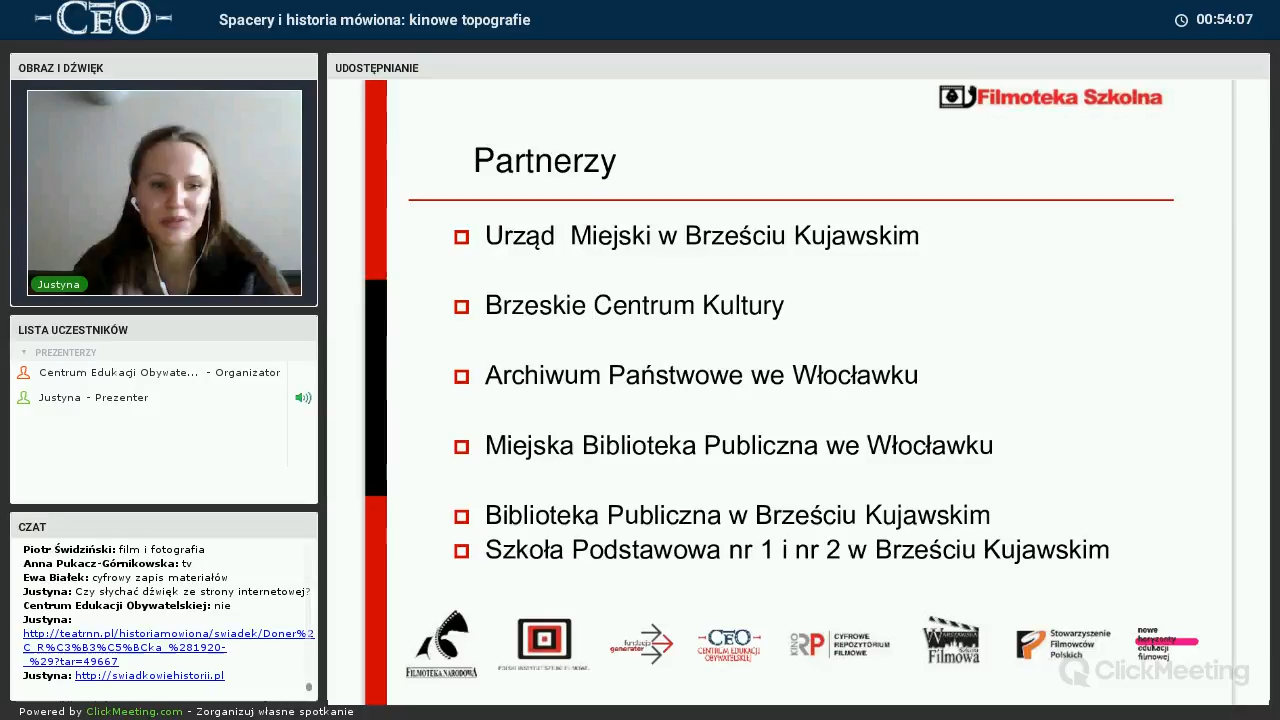 CEO
Spacery i historia mówiona: kinowe topografie
00:54:07
OBRAZ I DŹWIĘK
Justyna
LISTA UCZESTNIKÓW
PREZENTERZY
Centrum Edukacji Obywate... - Organizator
Justyna - Prezenter
CZAT
Piotr Świdziński: film i fotografia
Anna Pukacz-Górnikowska: tv
Ewa Białek: cyfrowy zapis materiałów
Justyna: Czy słychać dźwięk ze strony internetowej?
Centrum Edukacji Obywatelskiej: nie
Justyna:
http://teatrnn.pl/historiamowiona/swiadek/Doner%2
C_R%C3%B3%C5%BCka_%281920-
_%29?tar=49667
Justyna: http://swiadkowiehistorii.pl
UDOSTĘPNIANIE
Filmoteka Szkolna
Partnerzy
Urząd Miejski w Brześciu Kujawskim
Brzeskie Centrum Kultury
Archiwum Państwowe we Włocławku
Miejska Biblioteka Publiczna we Włocławku
Biblioteka Publiczna w Brześciu Kujawskim
Szkoła Podstawowa nr 1 i nr 2 w Brześciu Kujawskim
FILMOTEKA NARODOWA
fundacja
generator
CEO
CENTRUM EDUKACJI
OBYWATELSKIEJ
KINO RP
CYFROWE
REPOZYTORIUM
FILMOWE
WARSZAWSKA
Szkoła
Filmowa
Stowarzyszenie
Filmowców
Polskich
nowe
horyzonty
edukacji
filmowej
ClickMeeting
Powered by ClickMeeting.com - Zorganizuj własne spotkanie